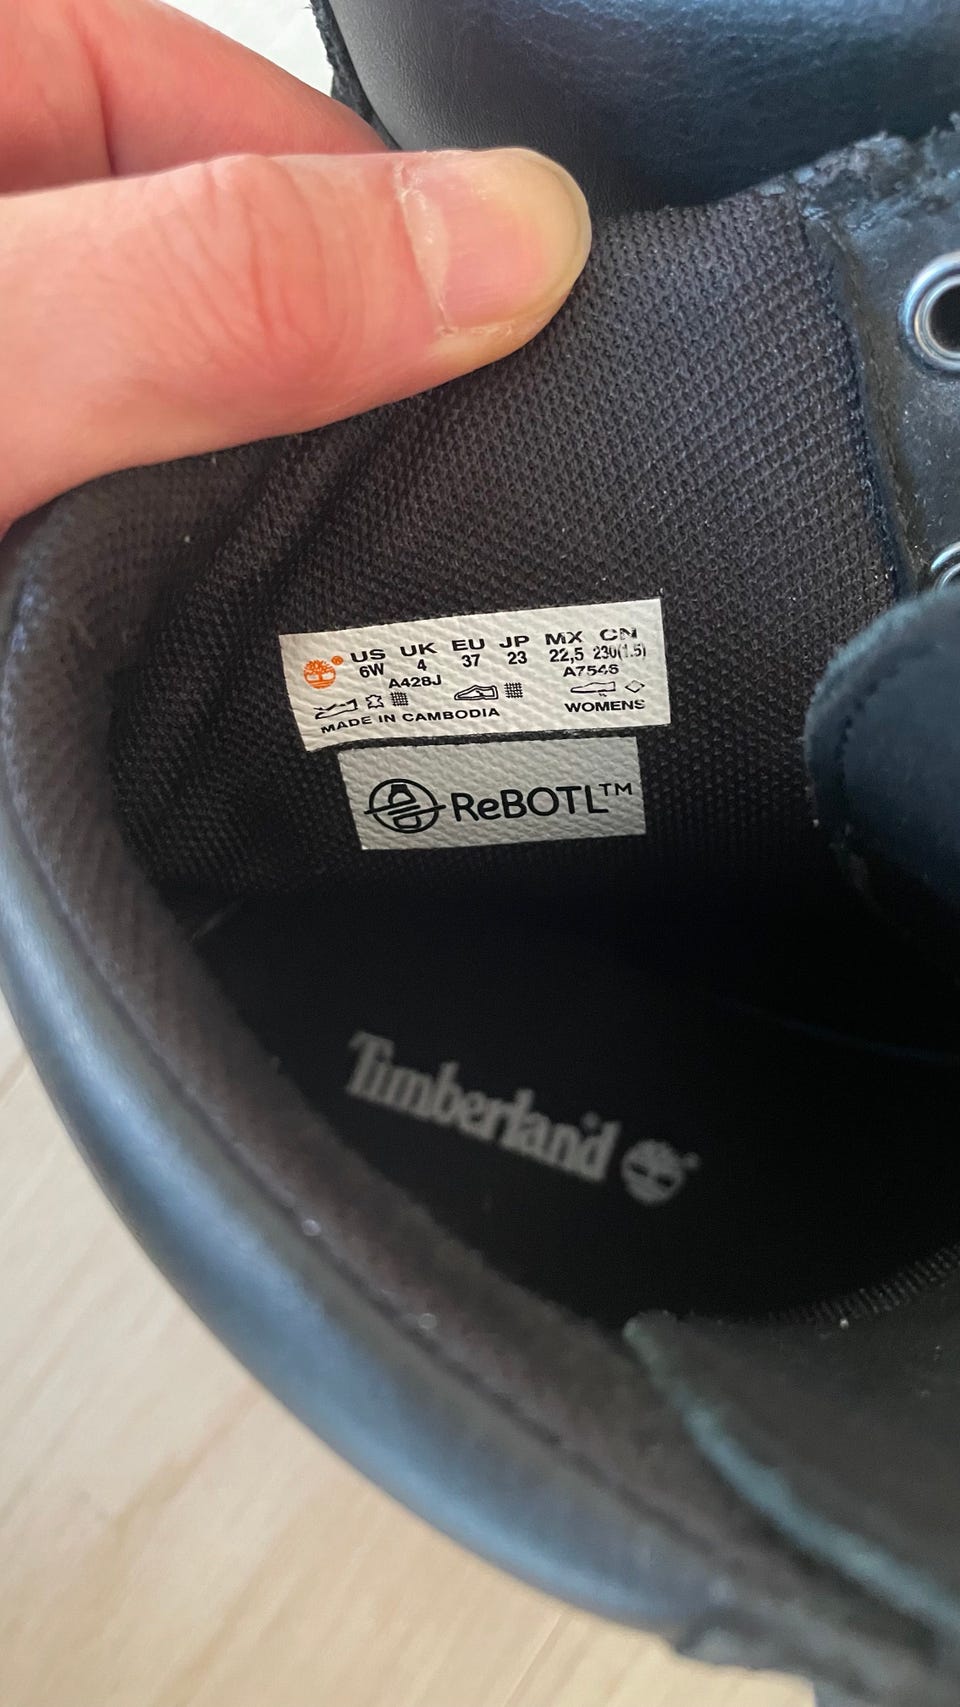 US UK EU JP MX CN
6W 4 37 23 22,5 230(1.5)
A428J A7546
MADE IN CAMBODIA WOMENS
ReBOTL™
Timberland